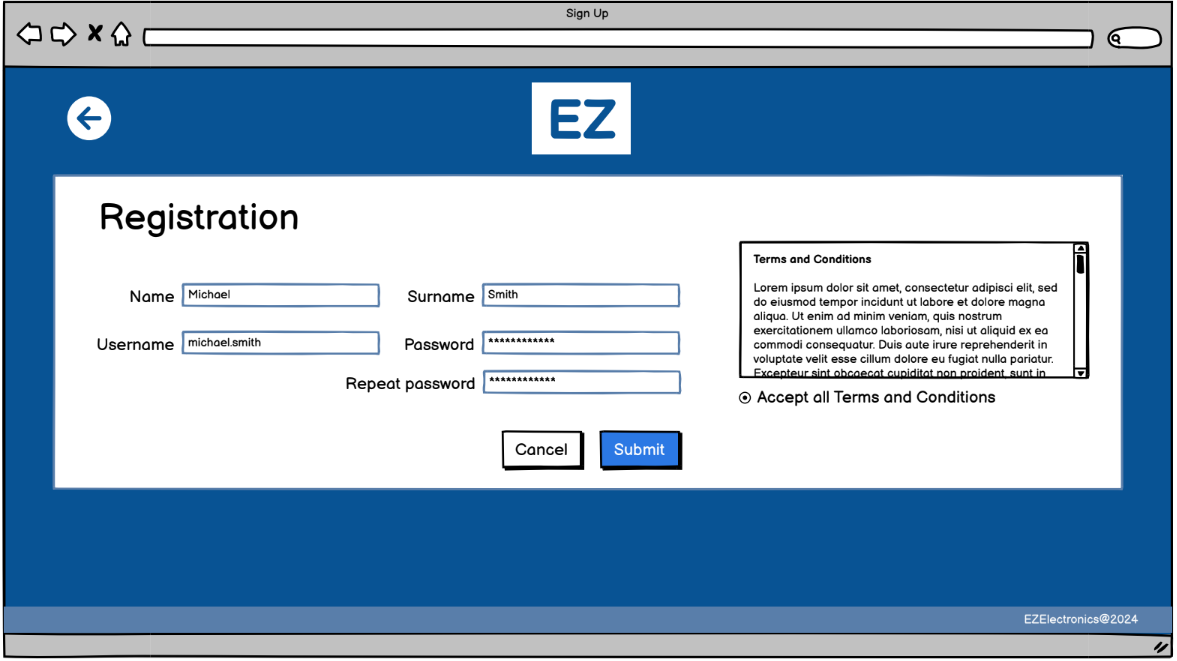 Sign Up
EZ
Registration
Name Michael Surname Smith
Username michael.smith Password ************
Repeat password ************
Cancel Submit
Terms and Conditions
Lorem ipsum dolor sit amet, consectetur adipisci elit, sed
do eiusmod tempor incidunt ut labore et dolore magna
aliqua. Ut enim ad minim veniam, quis nostrum
exercitationem ullamco laboriosam, nisi ut aliquid ex ea
commodi consequatur. Duis aute irure reprehenderit in
voluptate velit esse cillum dolore eu fugiat nulla pariatur.
Excepteur sint obcaecat cupiditat non proident, sunt in
Accept all Terms and Conditions
EZElectronics@2024